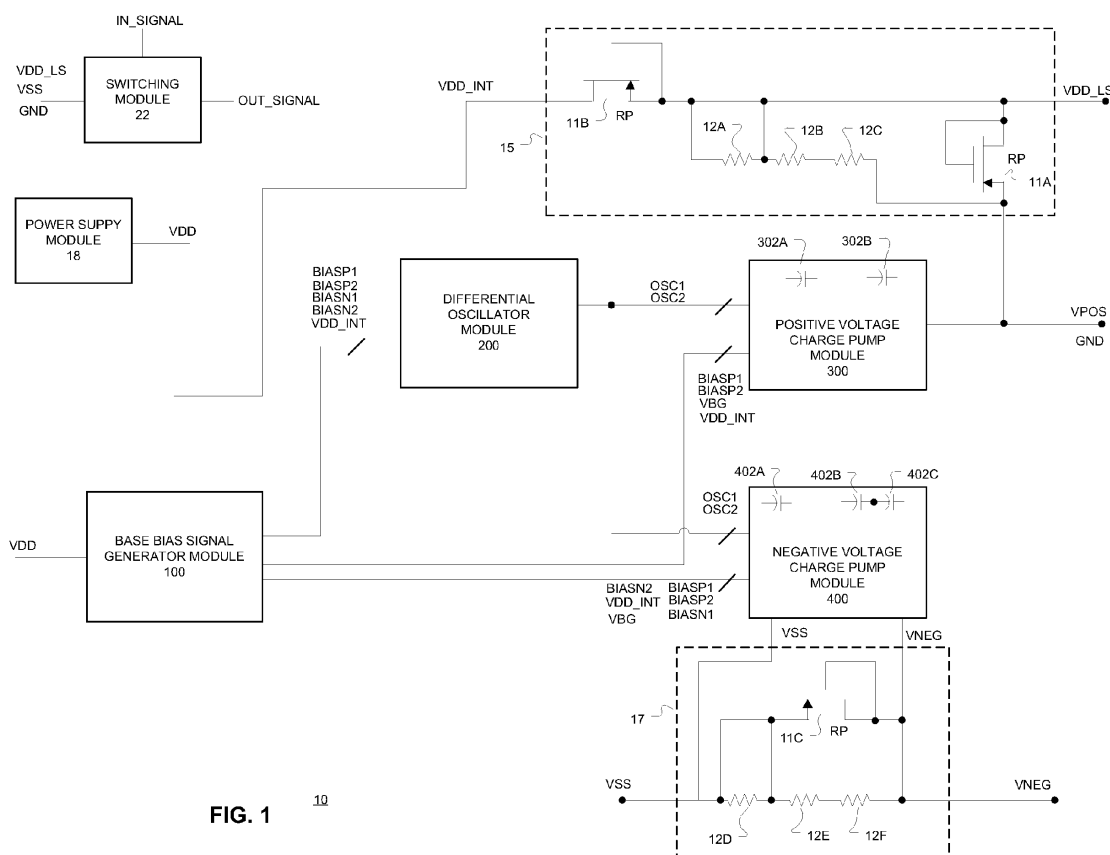 IN_SIGNAL
VDD_LS
VSS
GND
SWITCHING
MODULE
22
OUT_SIGNAL
POWER SUPPY
MODULE
18
VDD
VDD_INT
15
11B
RP
12A
12B
12C
RP
11A
VDD_LS
BIASP1
BIASP2
BIASN1
BIASN2
VDD_INT
DIFFERENTIAL
OSCILLATOR
MODULE
200
OSC1
OSC2
302A
302B
POSITIVE VOLTAGE
CHARGE PUMP
MODULE
300
VPOS
GND
BIASP1
BIASP2
VBG
VDD_INT
VDD
BASE BIAS SIGNAL
GENERATOR MODULE
100
OSC1
OSC2
402A
402B
402C
NEGATIVE VOLTAGE
CHARGE PUMP
MODULE
400
BIASN2
VDD_INT
VBG
BIASP1
BIASP2
BIASN1
VSS
VNEG
17
11C
RP
VSS
VNEG
12D
12E
12F
FIG. 1
10